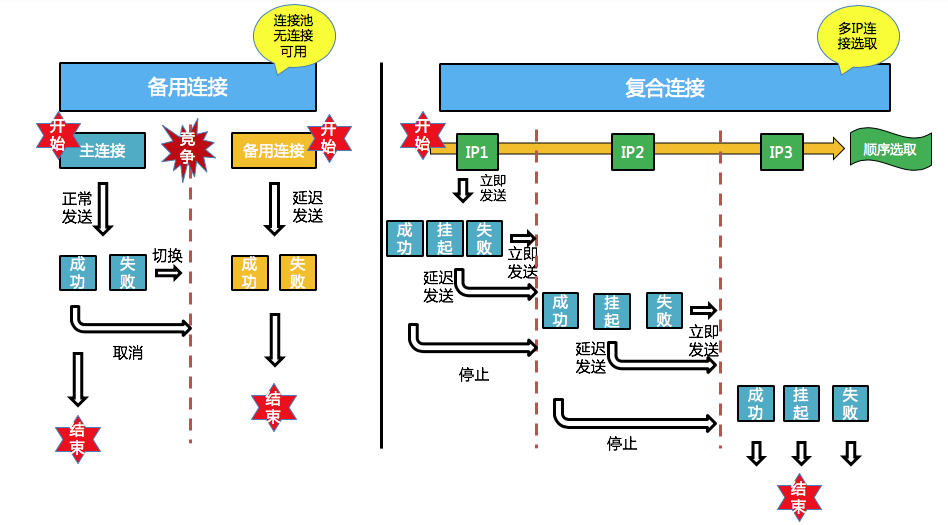 连接池
无连接
可用
备用连接
开
始
主连接
竞
争
备用连接
开
始
正常
发送
延迟
发送
成
功
失
败
切换
成
功
失
败
取消
结
束
结
束
多IP连
接选取
复合连接
开
始
IP1
IP2
IP3
顺序选取
立即
发送
成
功
挂
起
失
败
立即
发送
延迟
发送
停止
成
功
挂
起
失
败
立即
发送
延迟
发送
停止
成
功
挂
起
失
败
结
束